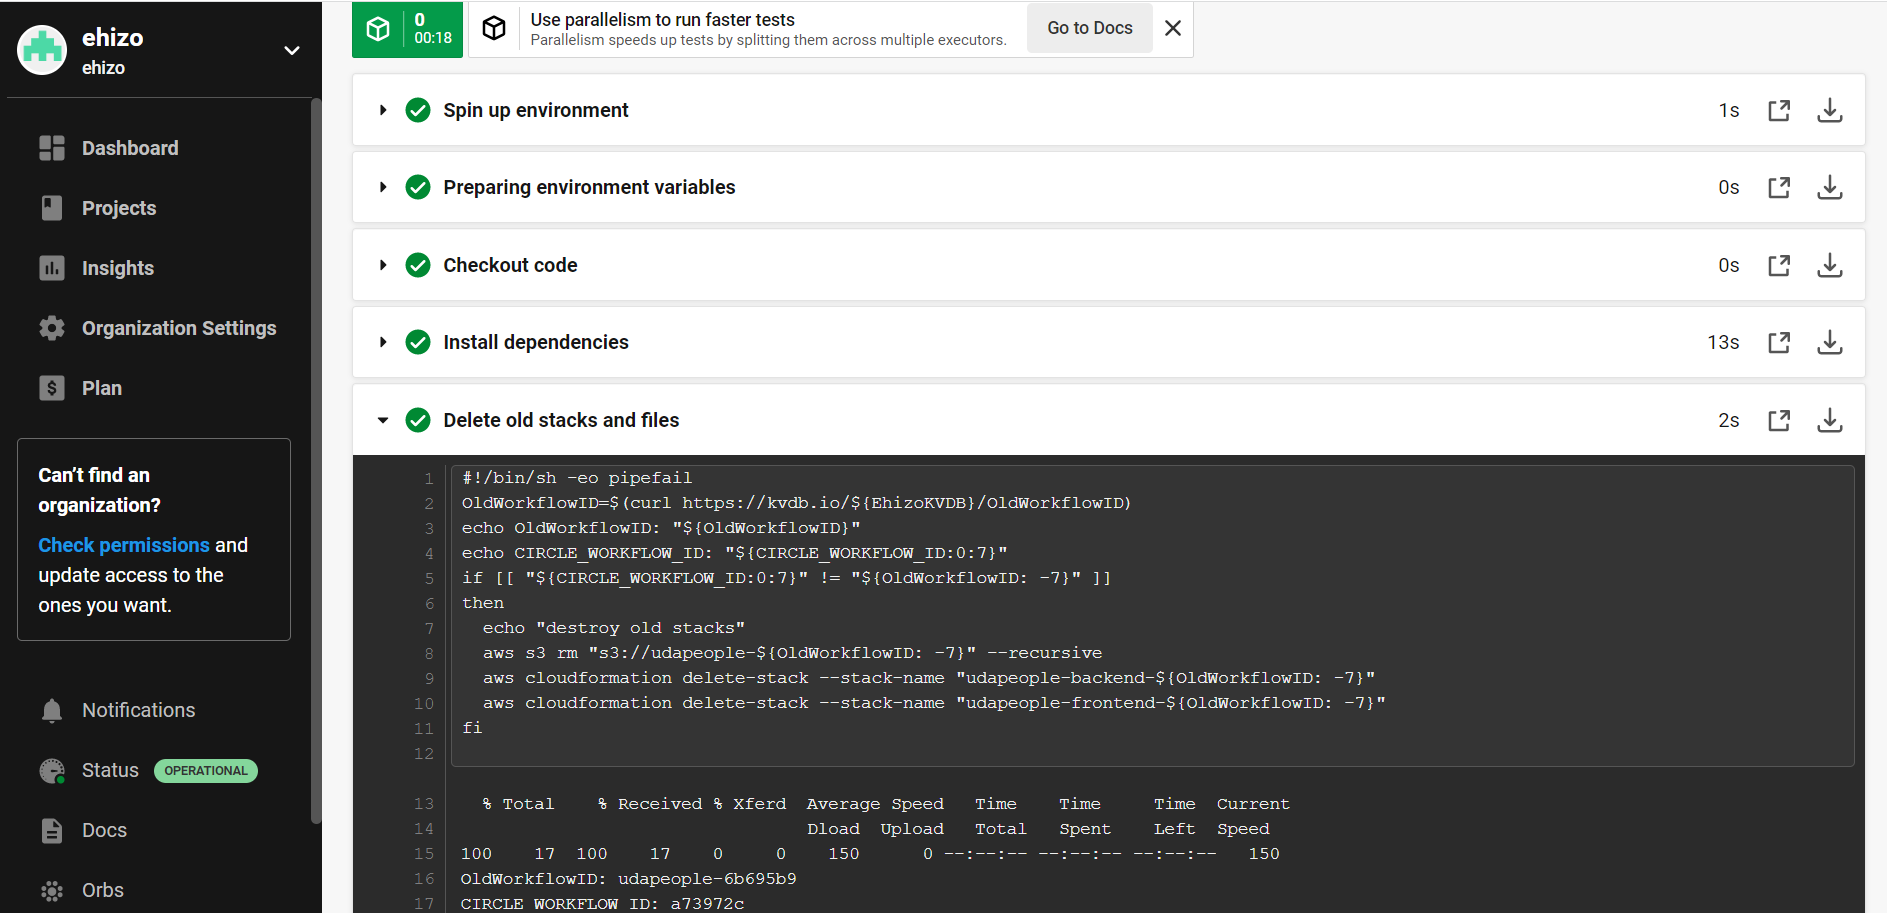 ehizo
ehizo
Dashboard
Projects
Insights
Organization Settings
Plan
Can't find an
organization?
Check permissions and
update access to the
ones you want.
Notifications
Status OPERATIONAL
Docs
Orbs
0
00:18
Use parallelism to run faster tests
Parallelism speeds up tests by splitting them across multiple executors.
Go to Docs
Spin up environment 1s
Preparing environment variables 0s
Checkout code 0s
Install dependencies 13s
Delete old stacks and files 2s
1 #!/bin/sh -eo pipefail
2 OldWorkflowID=$(curl https://kvdb.io/${EhizoKVDB}/OldWorkflowID)
3 echo OldWorkflowID: "${OldWorkflowID}"
4 echo CIRCLE_WORKFLOW_ID: "${CIRCLE_WORKFLOW_ID:0:7}"
5 if [[ "${CIRCLE_WORKFLOW_ID:0:7}" != "${OldWorkflowID: -7}" ]]
6 then
7   echo "destroy old stacks"
8   aws s3 rm "s3://udapeople-${OldWorkflowID: -7}" --recursive
9   aws cloudformation delete-stack --stack-name "udapeople-backend-${OldWorkflowID: -7}"
10   aws cloudformation delete-stack --stack-name "udapeople-frontend-${OldWorkflowID: -7}"
11 fi
12
13   % Total    % Received % Xferd  Average Speed   Time    Time     Time  Current
14                                  Dload  Upload   Total   Spent    Left  Speed
15 100    17  100    17    0     0    150      0 --:--:-- --:--:-- --:--:--   150
16 OldWorkflowID: udapeople-6b695b9
17 CIRCLE_WORKFLOW_ID: a73972c